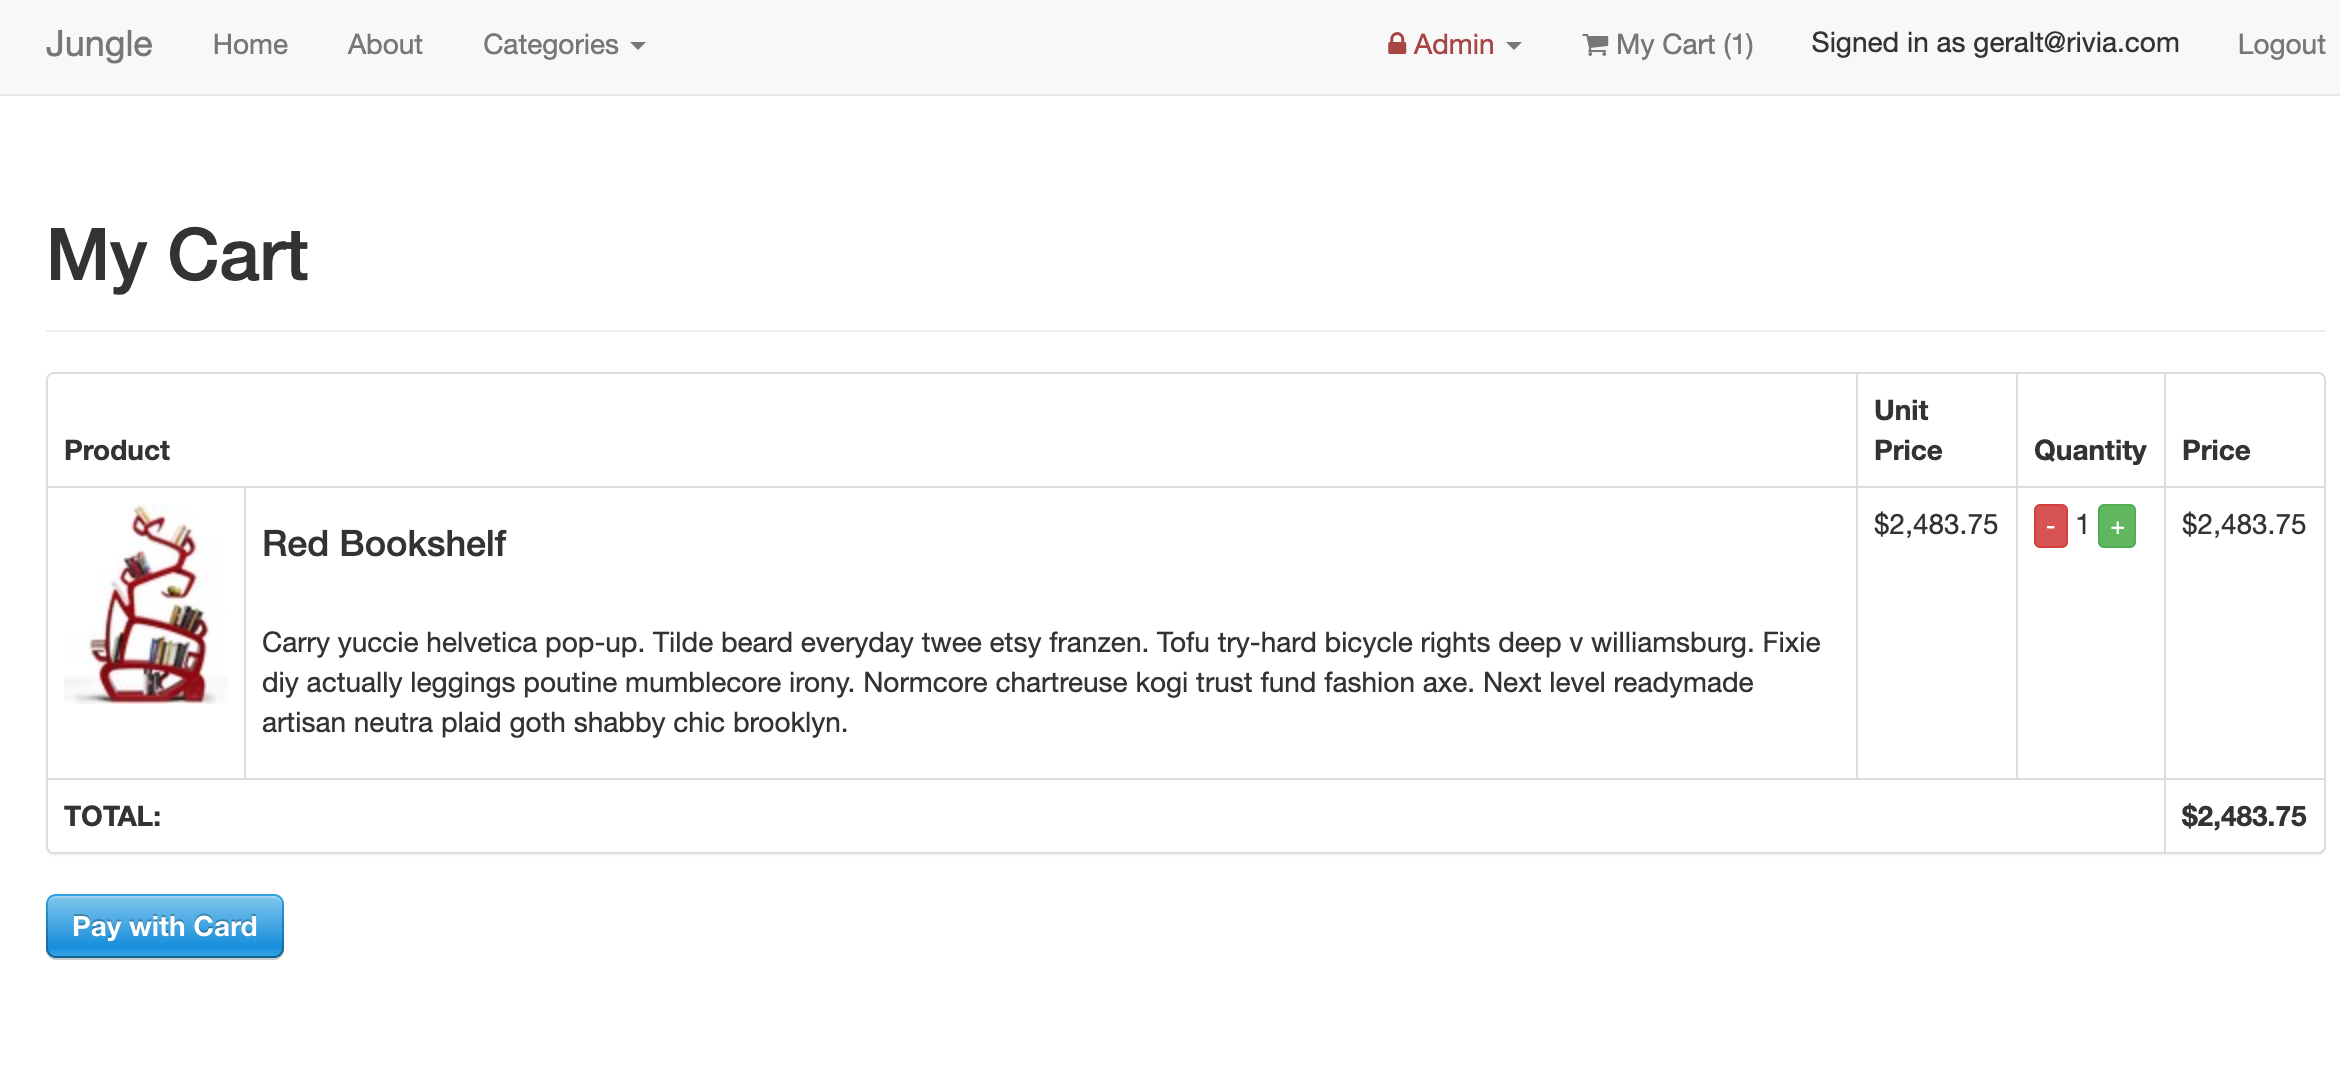 Jungle Home About Categories Admin My Cart (1) Signed in as geralt@rivia.com Logout
My Cart
Product Unit Price Quantity Price
Red Bookshelf $2,483.75 - 1 + $2,483.75
Carry yuccie helvetica pop-up. Tilde beard everyday twee etsy franzen. Tofu try-hard bicycle rights deep v williamsburg. Fixie
diy actually leggings poutine mumblecore irony. Normcore chartreuse kogi trust fund fashion axe. Next level readymade
artisan neutra plaid goth shabby chic brooklyn.
TOTAL: $2,483.75
Pay with Card